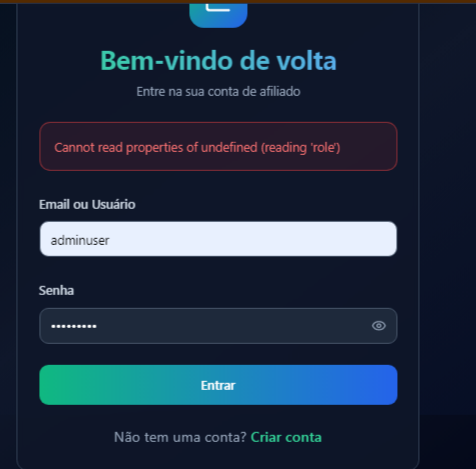 Bem-vindo de volta
Entre na sua conta de afiliado
Cannot read properties of undefined (reading 'role')
Email ou Usuário
adminuser
Senha
•••••••••
Entrar
Não tem uma conta? Criar conta